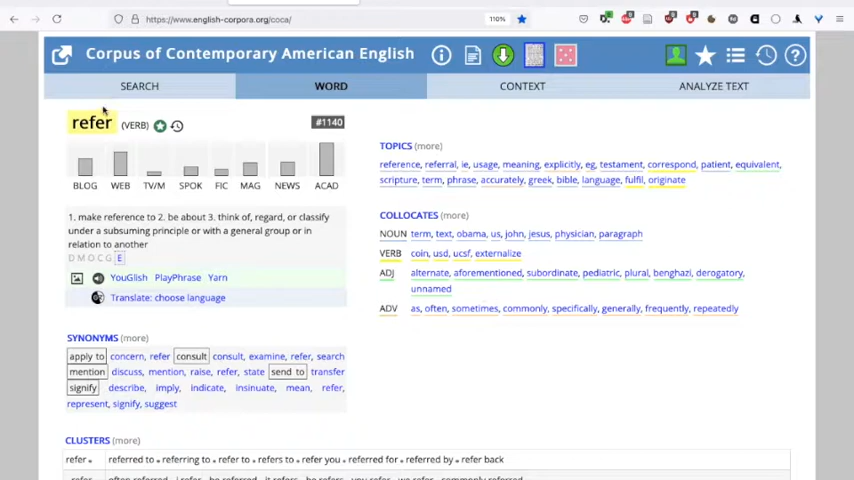 https://www.english-corpora.org/coca/
110%
Corpus of Contemporary American English
SEARCH WORD CONTEXT ANALYZE TEXT
refer (VERB) #1140
BLOG WEB TV/M SPOK FIC MAG NEWS ACAD
1. make reference to 2. be about 3. think of, regard, or classify
under a subsuming principle or with a general group or in
relation to another
D M O C G E
YouGlish PlayPhrase Yarn
Translate: choose language
SYNONYMS (more)
apply to concern, refer consult consult, examine, refer, search
mention discuss, mention, raise, refer, state send to transfer
signify describe, imply, indicate, insinuate, mean, refer,
represent, signify, suggest
TOPICS (more)
reference, referral, ie, usage, meaning, explicitly, eg, testament, correspond, patient, equivalent,
scripture, term, phrase, accurately, greek, bible, language, fulfil, originate
COLLOCATES (more)
NOUN term, text, obama, us, john, jesus, physician, paragraph
VERB coin, usd, ucsf, externalize
ADJ alternate, aforementioned, subordinate, pediatric, plural, benghazi, derogatory,
unnamed
ADV as, often, sometimes, commonly, specifically, generally, frequently, repeatedly
CLUSTERS (more)
refer • referred to • referring to • refer to • refers to • refer you • referred for • referred by • refer back